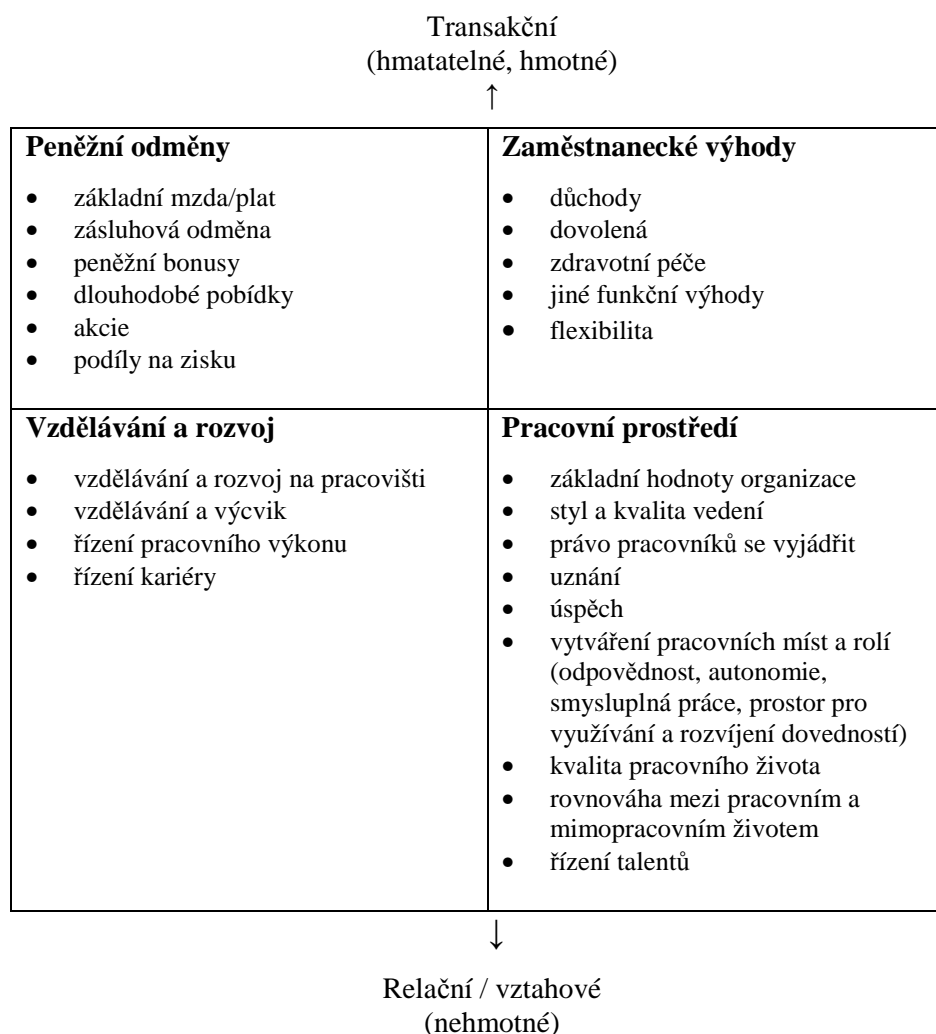 Transakční
(hmatatelné, hmotné)
↑
Peněžní odměny
• základní mzda/plat
• zásluhová odměna
• peněžní bonusy
• dlouhodobé pobídky
• akcie
• podíly na zisku
Zaměstnanecké výhody
• důchody
• dovolená
• zdravotní péče
• jiné funkční výhody
• flexibilita
Vzdělávání a rozvoj
• vzdělávání a rozvoj na pracovišti
• vzdělávání a výcvik
• řízení pracovního výkonu
• řízení kariéry
Pracovní prostředí
• základní hodnoty organizace
• styl a kvalita vedení
• právo pracovníků se vyjádřit
• uznání
• úspěch
• vytváření pracovních míst a rolí
(odpovědnost, autonomie,
smysluplná práce, prostor pro
využívání a rozvíjení dovedností)
• kvalita pracovního života
• rovnováha mezi pracovním a
mimopracovním životem
• řízení talentů
↓
Relační / vztahové
(nehmotné)